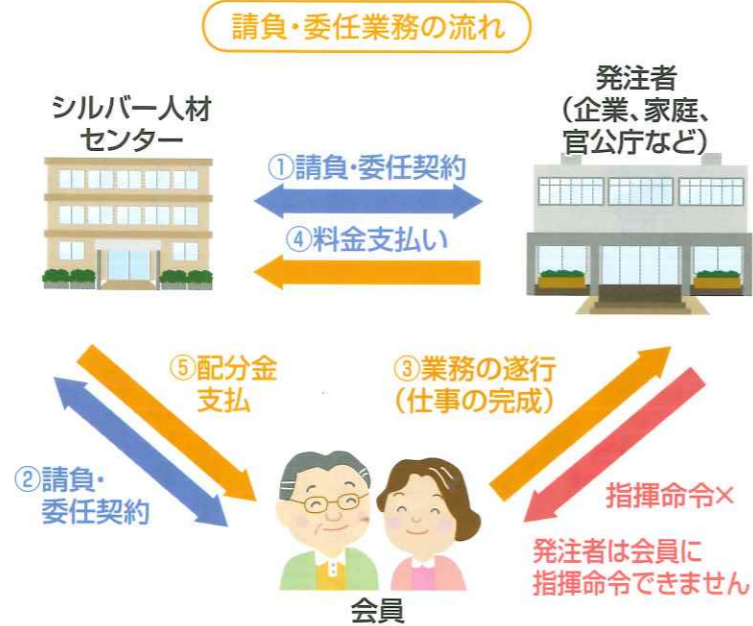 請負・委任業務の流れ
シルバー人材
センター
発注者
（企業、家庭、
官公庁など）
①請負・委任契約
④料金支払い
⑤配分金
支払
③業務の遂行
（仕事の完成）
②請負・
委任契約
指揮命令×
発注者は会員に
指揮命令できません
会員